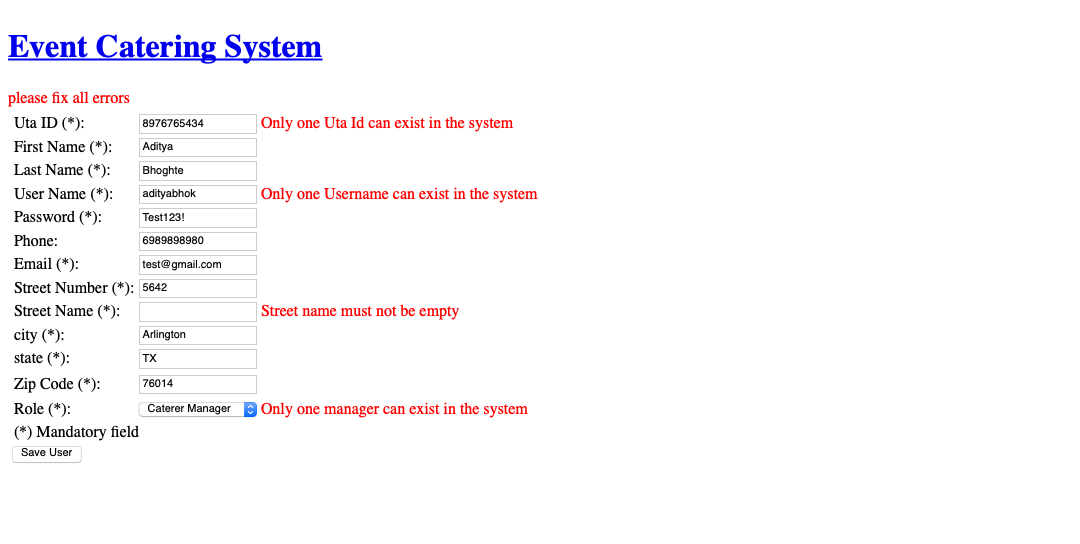 Event Catering System
please fix all errors
Uta ID (*): 8976765434 Only one Uta Id can exist in the system
First Name (*): Aditya
Last Name (*): Bhoghte
User Name (*): adityabhok Only one Username can exist in the system
Password (*): Test123!
Phone: 6989898980
Email (*): test@gmail.com
Street Number (*): 5642
Street Name (*): Street name must not be empty
city (*): Arlington
state (*): TX
Zip Code (*): 76014
Role (*): Caterer Manager Only one manager can exist in the system
(*) Mandatory field
Save User